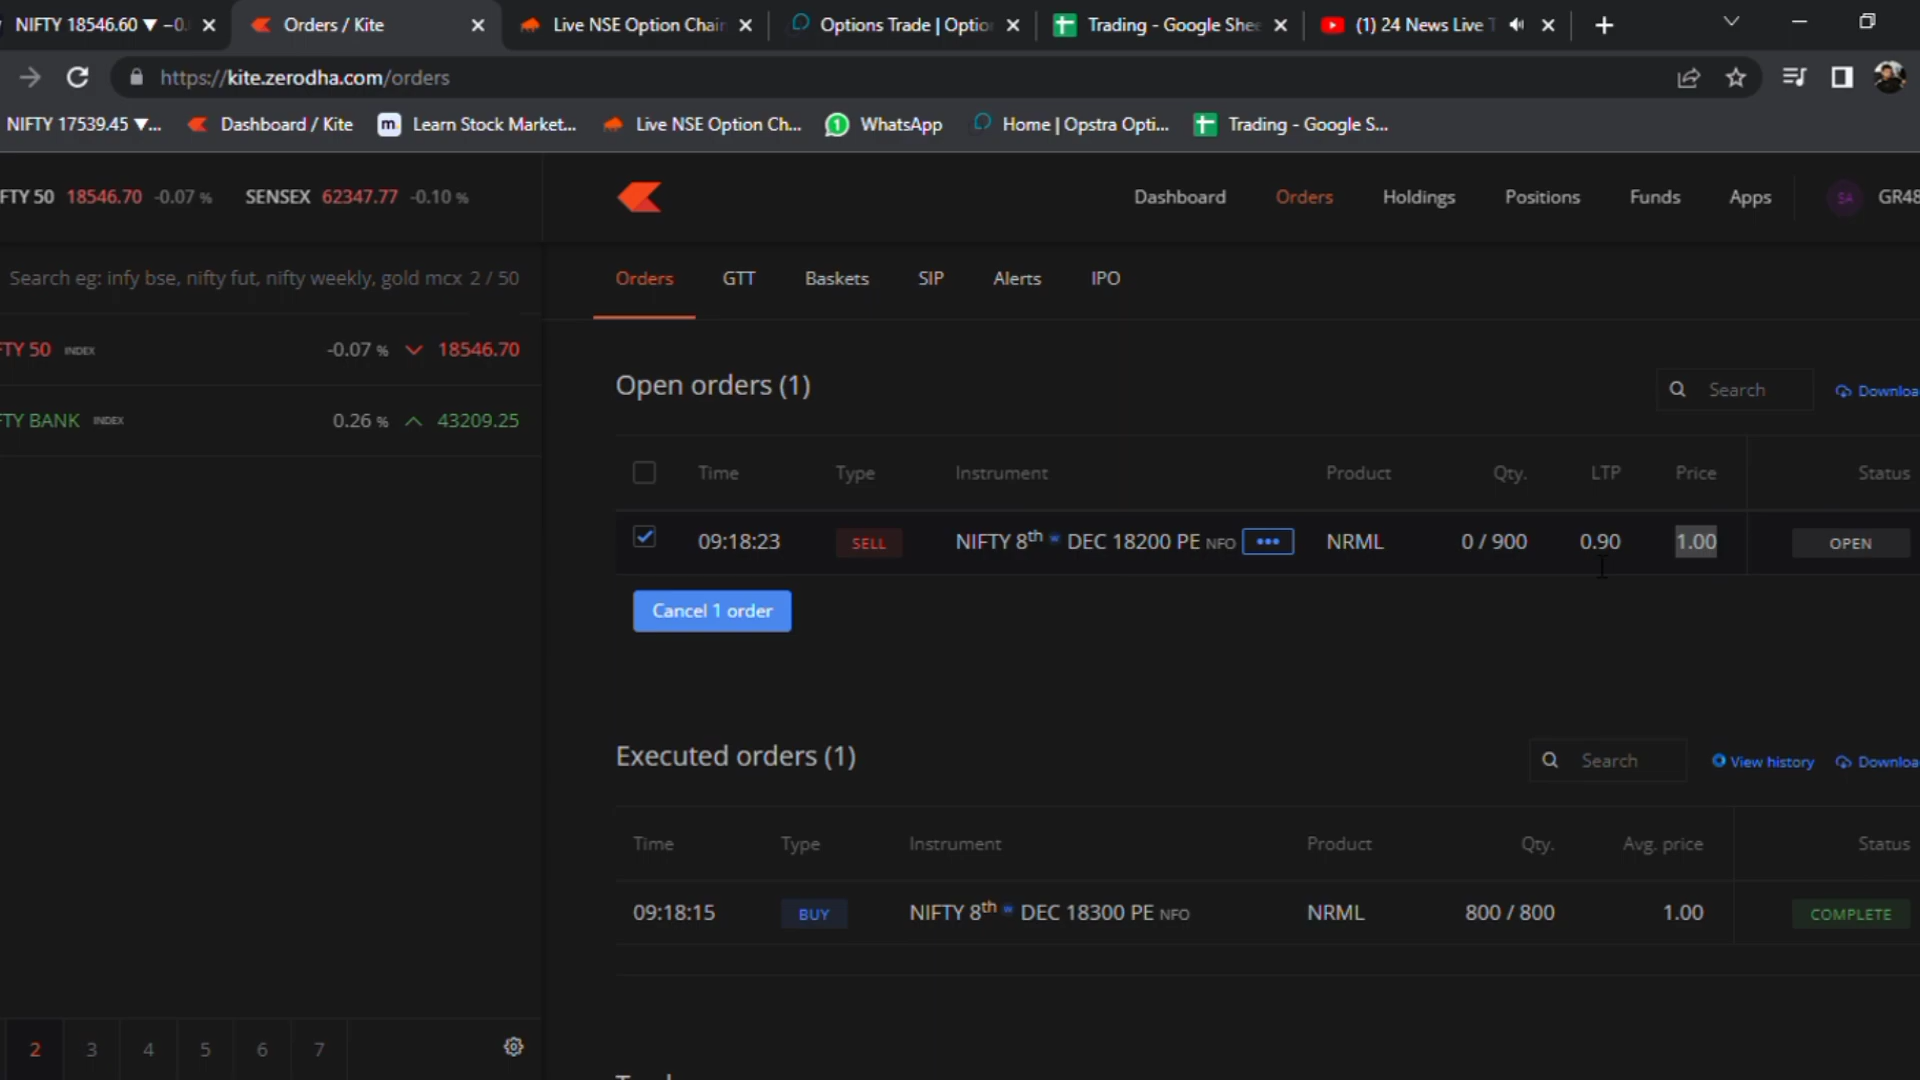 NIFTY 18546.60 ▼ −0.
Orders / Kite
Live NSE Option Chain
Options Trade | Optio
Trading - Google Shee
(1) 24 News Live T
https://kite.zerodha.com/orders
NIFTY 17539.45 ▼...
Dashboard / Kite
m Learn Stock Market...
Live NSE Option Ch...
1 WhatsApp
Home | Opstra Opti...
Trading - Google S...
FTY 50 18546.70 -0.07 % SENSEX 62347.77 -0.10 %
Dashboard Orders Holdings Positions Funds Apps SA GR48
Search eg: infy bse, nifty fut, nifty weekly, gold mcx 2 / 50
Orders GTT Baskets SIP Alerts IPO
FTY 50 INDEX -0.07 % 18546.70
FTY BANK INDEX 0.26 % 43209.25
Open orders (1)
Search Downloa
Time Type Instrument Product Qty. LTP Price Status
09:18:23 SELL NIFTY 8th w DEC 18200 PE NFO ••• NRML 0 / 900 0.90 1.00 OPEN
Cancel 1 order
Executed orders (1)
Search View history Downloa
Time Type Instrument Product Qty. Avg. price Status
09:18:15 BUY NIFTY 8th w DEC 18300 PE NFO NRML 800 / 800 1.00 COMPLETE
2 3 4 5 6 7